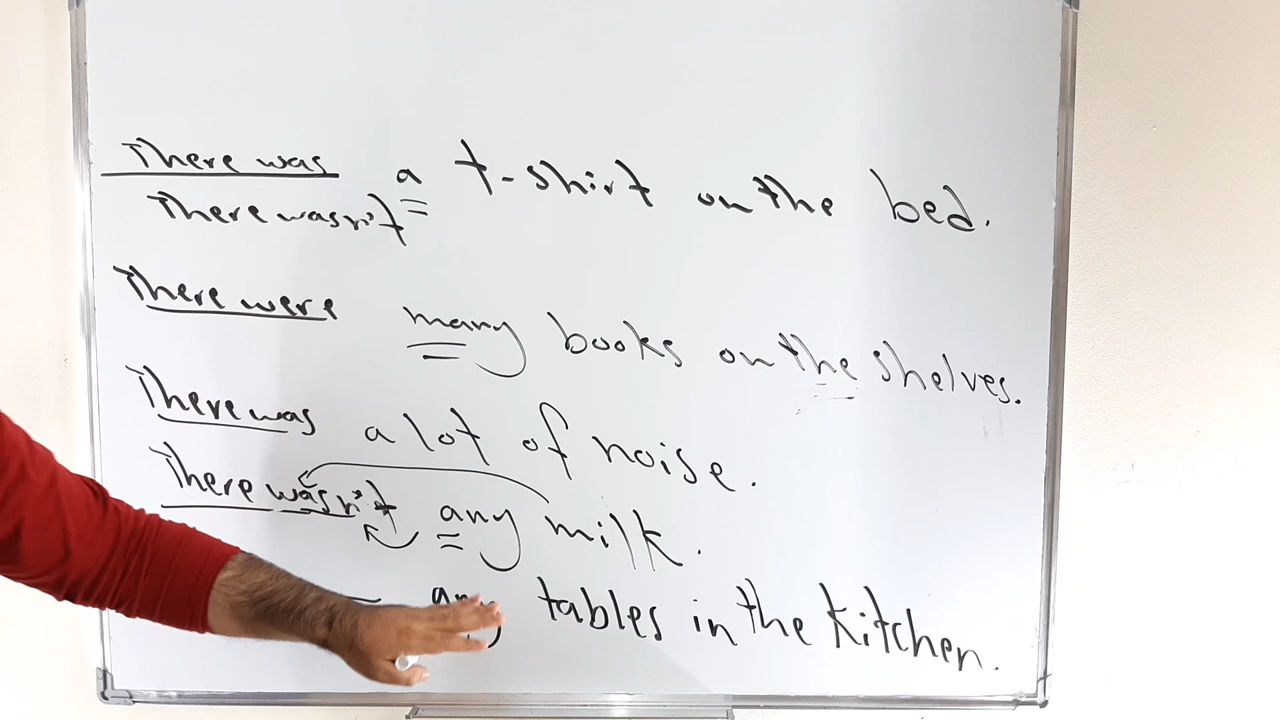 There was a t-shirt on the bed.
There wasn't
There were many books on the shelves.
There was a lot of noise.
There wasn't any milk.
any tables in the kitchen.